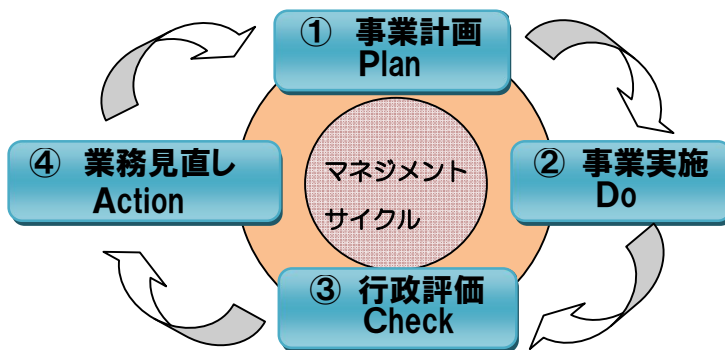 ① 事業計画
Plan
② 事業実施
Do
③ 行政評価
Check
④ 業務見直し
Action
マネジメント
サイクル